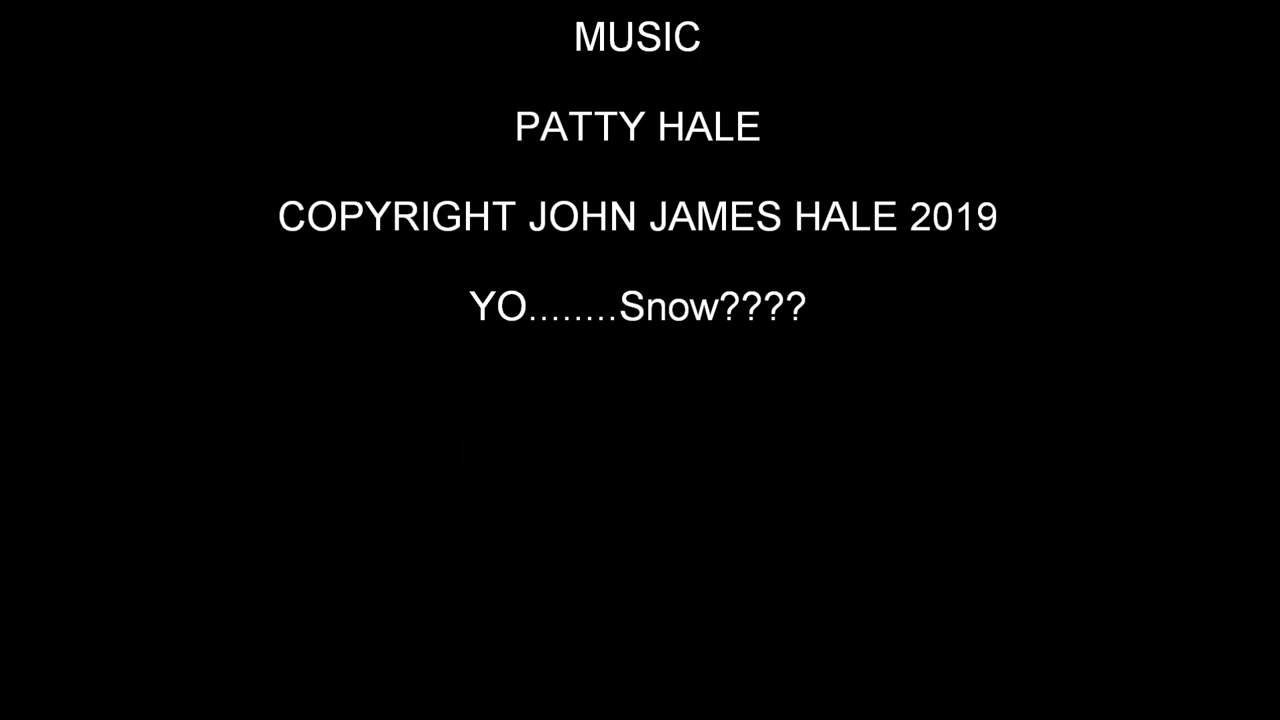 MUSIC
PATTY HALE
COPYRIGHT JOHN JAMES HALE 2019
YO........Snow????